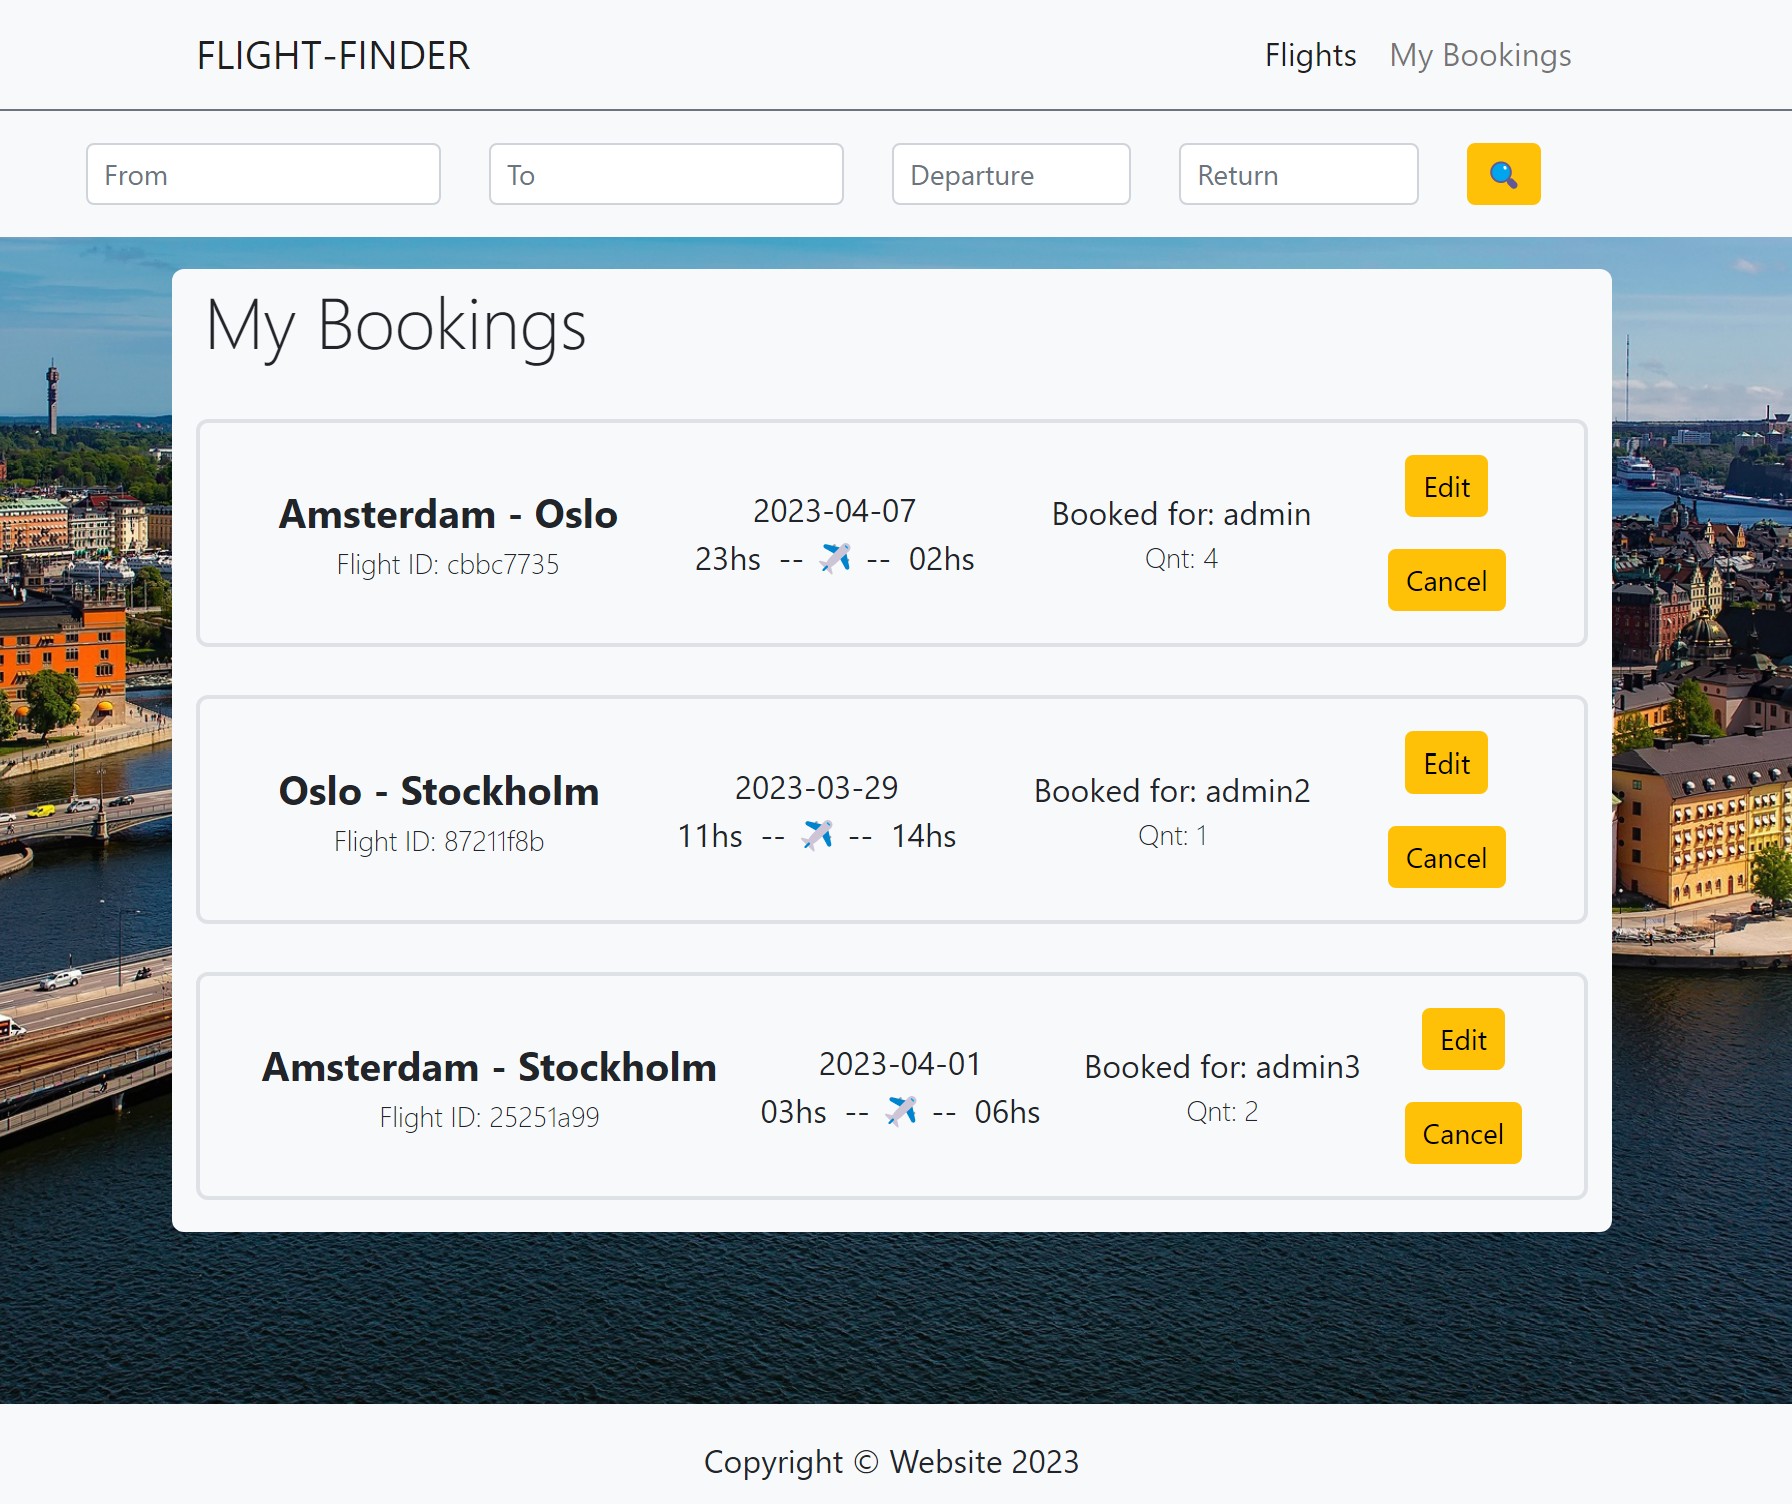 FLIGHT-FINDER
Flights My Bookings
From To Departure Return
My Bookings
Amsterdam - Oslo
Flight ID: cbbc7735
2023-04-07
23hs -- ✈ -- 02hs
Booked for: admin
Qnt: 4
Edit
Cancel
Oslo - Stockholm
Flight ID: 87211f8b
2023-03-29
11hs -- ✈ -- 14hs
Booked for: admin2
Qnt: 1
Edit
Cancel
Amsterdam - Stockholm
Flight ID: 25251a99
2023-04-01
03hs -- ✈ -- 06hs
Booked for: admin3
Qnt: 2
Edit
Cancel
Copyright © Website 2023